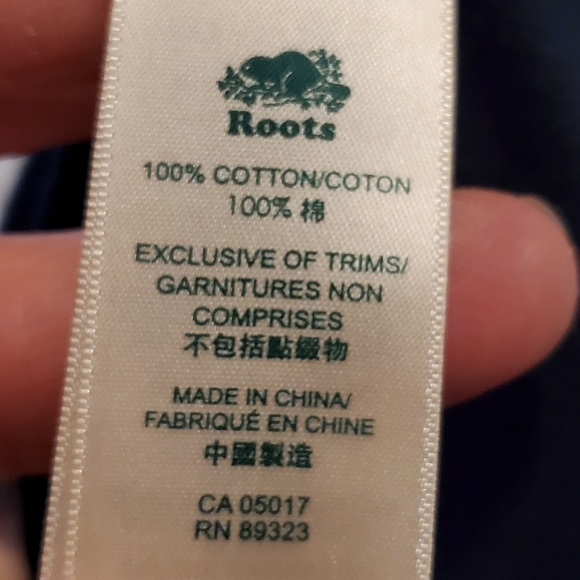 Roots
100% COTTON/COTON
100% 棉
EXCLUSIVE OF TRIMS/
GARNITURES NON
COMPRISES
不包括點綴物
MADE IN CHINA/
FABRIQUÉ EN CHINE
中國製造
CA 05017
RN 89323